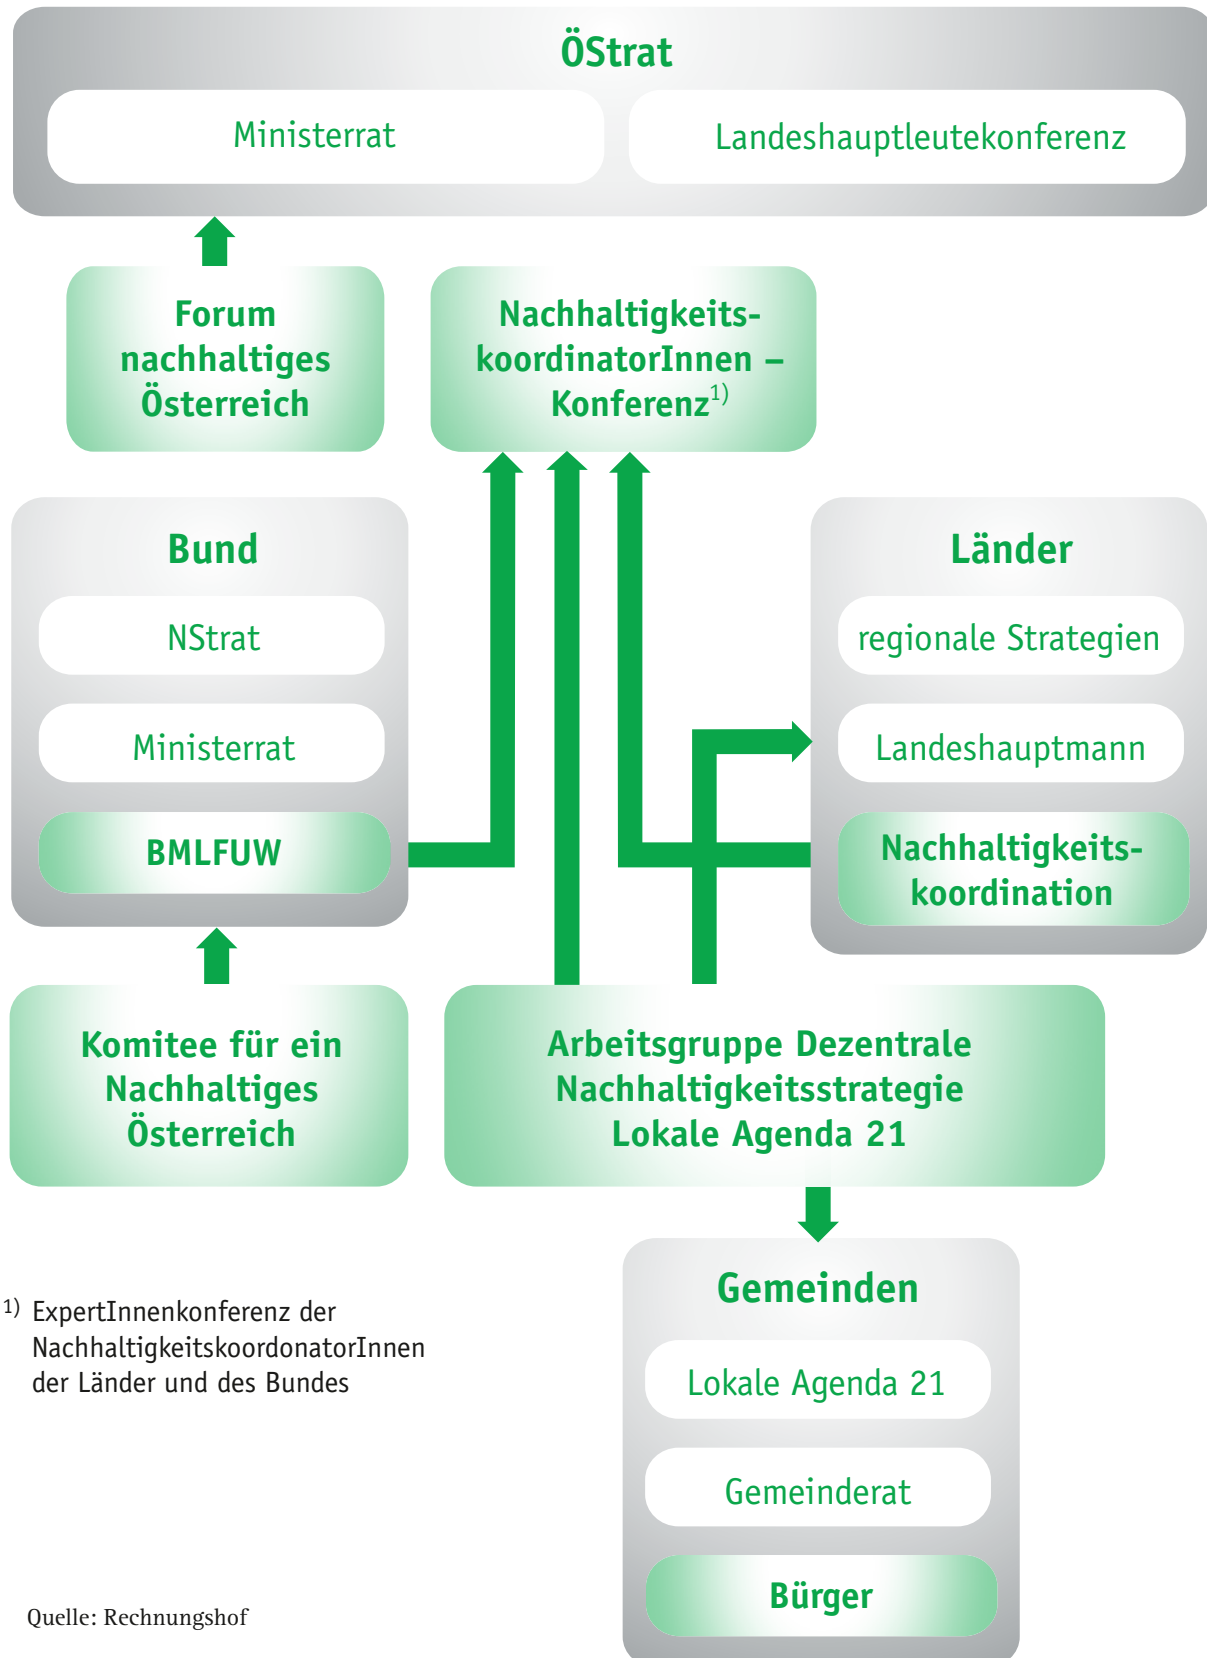 ÖStrat
Ministerrat
Landeshauptleutekonferenz
Forum
nachhaltiges
Österreich
Nachhaltigkeits-
koordinatorInnen –
Konferenz1)
Bund
NStrat
Ministerrat
BMLFUW
Länder
regionale Strategien
Landeshauptmann
Nachhaltigkeits-
koordination
Komitee für ein
Nachhaltiges
Österreich
Arbeitsgruppe Dezentrale
Nachhaltigkeitsstrategie
Lokale Agenda 21
Gemeinden
Lokale Agenda 21
Gemeinderat
Bürger
1) ExpertInnenkonferenz der
NachhaltigkeitskoordonatorInnen
der Länder und des Bundes
Quelle: Rechnungshof